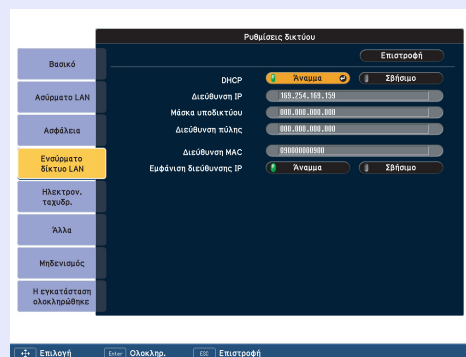 Ρυθμίσεις δικτύου
Επιστροφή
Βασικό
Ασύρματο LAN
Ασφάλεια
Ενσύρματο
δίκτυο LAN
Ηλεκτρον.
ταχυδρ.
Άλλα
Μηδενισμός
Η εγκατάσταση
ολοκληρώθηκε
DHCP Άναμμα Σβήσιμο
Διεύθυνση IP 169.254.169.159
Μάσκα υποδικτύου 000.000.000.000
Διεύθυνση πύλης 000.000.000.000
Διεύθυνση MAC 090000000900
Εμφάνιση διεύθυνσης IP Άναμμα Σβήσιμο
Επιλογή Enter Ολοκληρ. ESC Επιστροφή